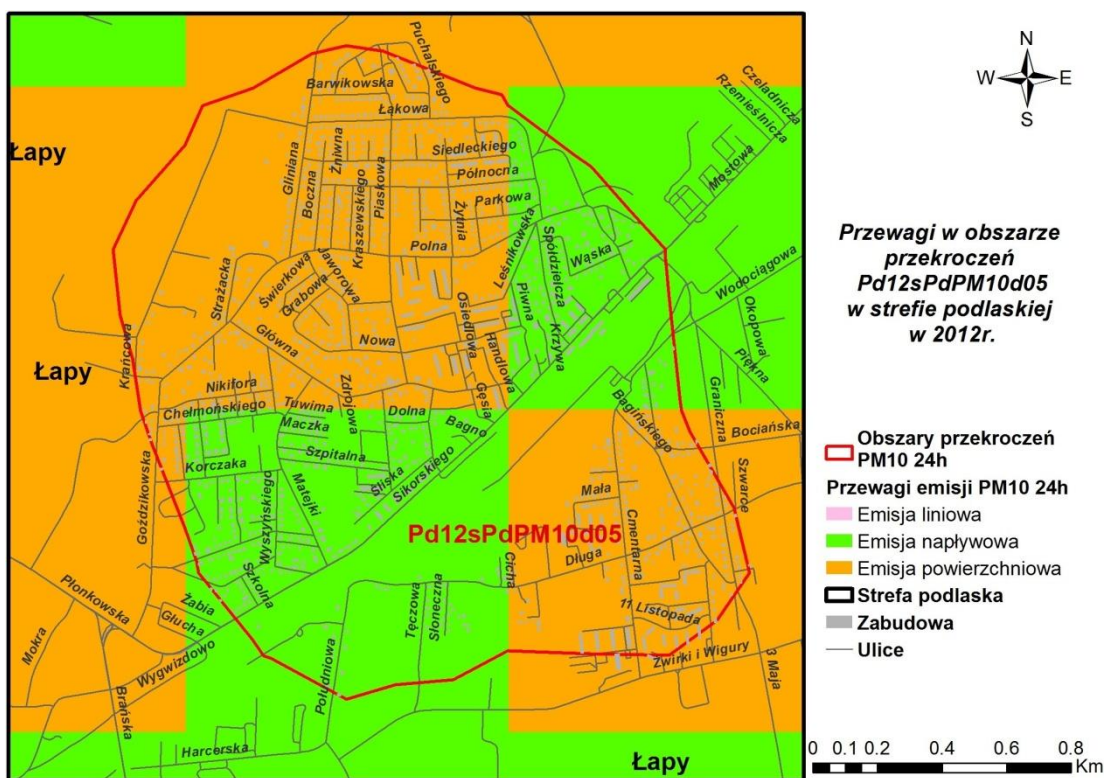 Puchalskiego
Barwikowska
Łąkowa
Czeladnicza
Rzemieślnicza
Mostowa
Łapy
Gliniana
Boczna
Żniwna
Kraszewskiego
Piaskowa
Siedleckiego
Północna
Parkowa
Żytnia
Polna
Leśnikowska
Spółdzielcza
Wąska
Wodociągowa
Strażacka
Świerkowa
Grabowa
Jaworowa
Piwna
Krzywa
Okopowa
Piękna
Osiedlowa
Handlowa
Główna
Nowa
Krańcowa
Łapy
Nikifora
Chełmońskiego
Tuwima
Zdrojowa
Dolna
Gęsia
Bagno
Bagińskiego
Graniczna
Bociańska
Maczka
Szpitalna
Korczaka
Matejki
Śliska
Sikorskiego
Goździkowska
Wyszyńskiego
Mała
Szwarce
Pd12sPdPM10d05
Cmentarna
Cicha
Długa
Szkolna
Płonkowska
Żabia
Głucha
Tęczowa
Słoneczna
11 Listopada
Mokra
Wygwizdowo
Żwirki i Wigury
3 Maja
Brańska
Południowa
Harcerska
Łapy
N
W
E
S
Przewagi w obszarze
przekroczeń
Pd12sPdPM10d05
w strefie podlaskiej
w 2012r.
Obszary przekroczeń
PM10 24h
Przewagi emisji PM10 24h
Emisja liniowa
Emisja napływowa
Emisja powierzchniowa
Strefa podlaska
Zabudowa
Ulice
0 0.1 0.2 0.4 0.6 0.8
Km